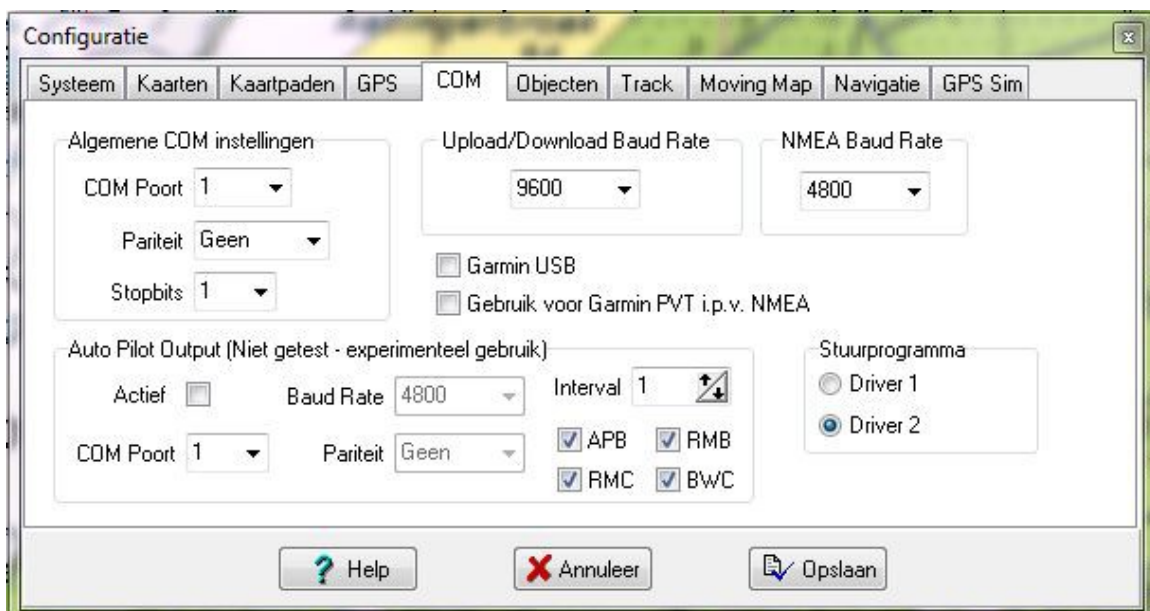 Configuratie
Systeem Kaarten Kaartpaden GPS COM Objecten Track Moving Map Navigatie GPS Sim
Algemene COM instellingen
COM Poort 1
Pariteit Geen
Stopbits 1
Upload/Download Baud Rate
9600
NMEA Baud Rate
4800
Garmin USB
Gebruik voor Garmin PVT i.p.v. NMEA
Auto Pilot Output (Niet getest - experimenteel gebruik)
Actief
Baud Rate 4800
Interval 1
COM Poort 1
Pariteit Geen
APB RMB
RMC BWC
Stuurprogramma
Driver 1
Driver 2
? Help
Annuleer
Opslaan